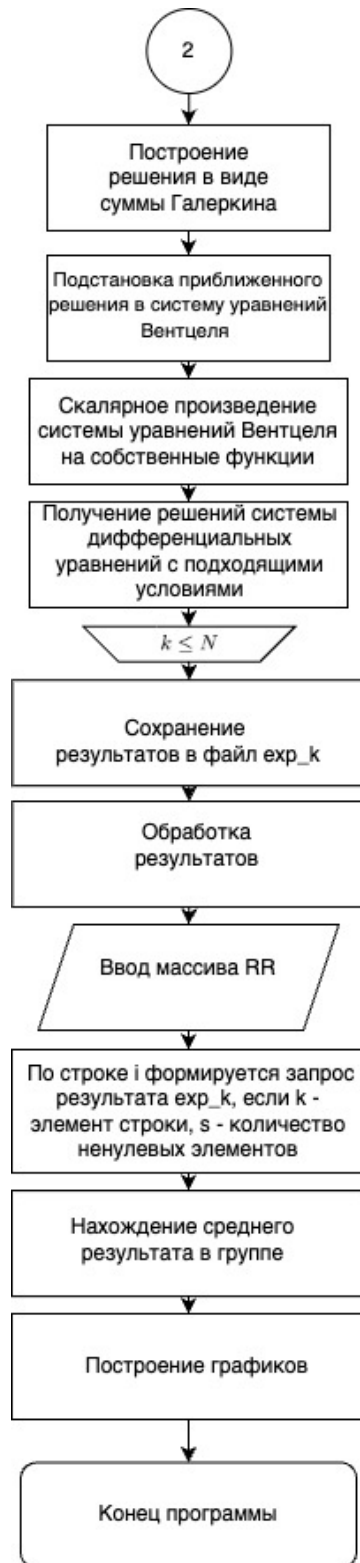 2
Построение
решения в виде
суммы Галеркина
Подстановка приближенного
решения в систему уравнений
Вентцеля
Скалярное произведение
системы уравнений Вентцеля
на собственные функции
Получение решений системы
дифференциальных
уравнений с подходящими
условиями
k ≤ N
Сохранение
результатов в файл exp_k
Обработка
результатов
Ввод массива RR
По строке i формируется запрос
результата exp_k, если k -
элемент строки, s - количество
ненулевых элементов
Нахождение среднего
результата в группе
Построение графиков
Конец программы